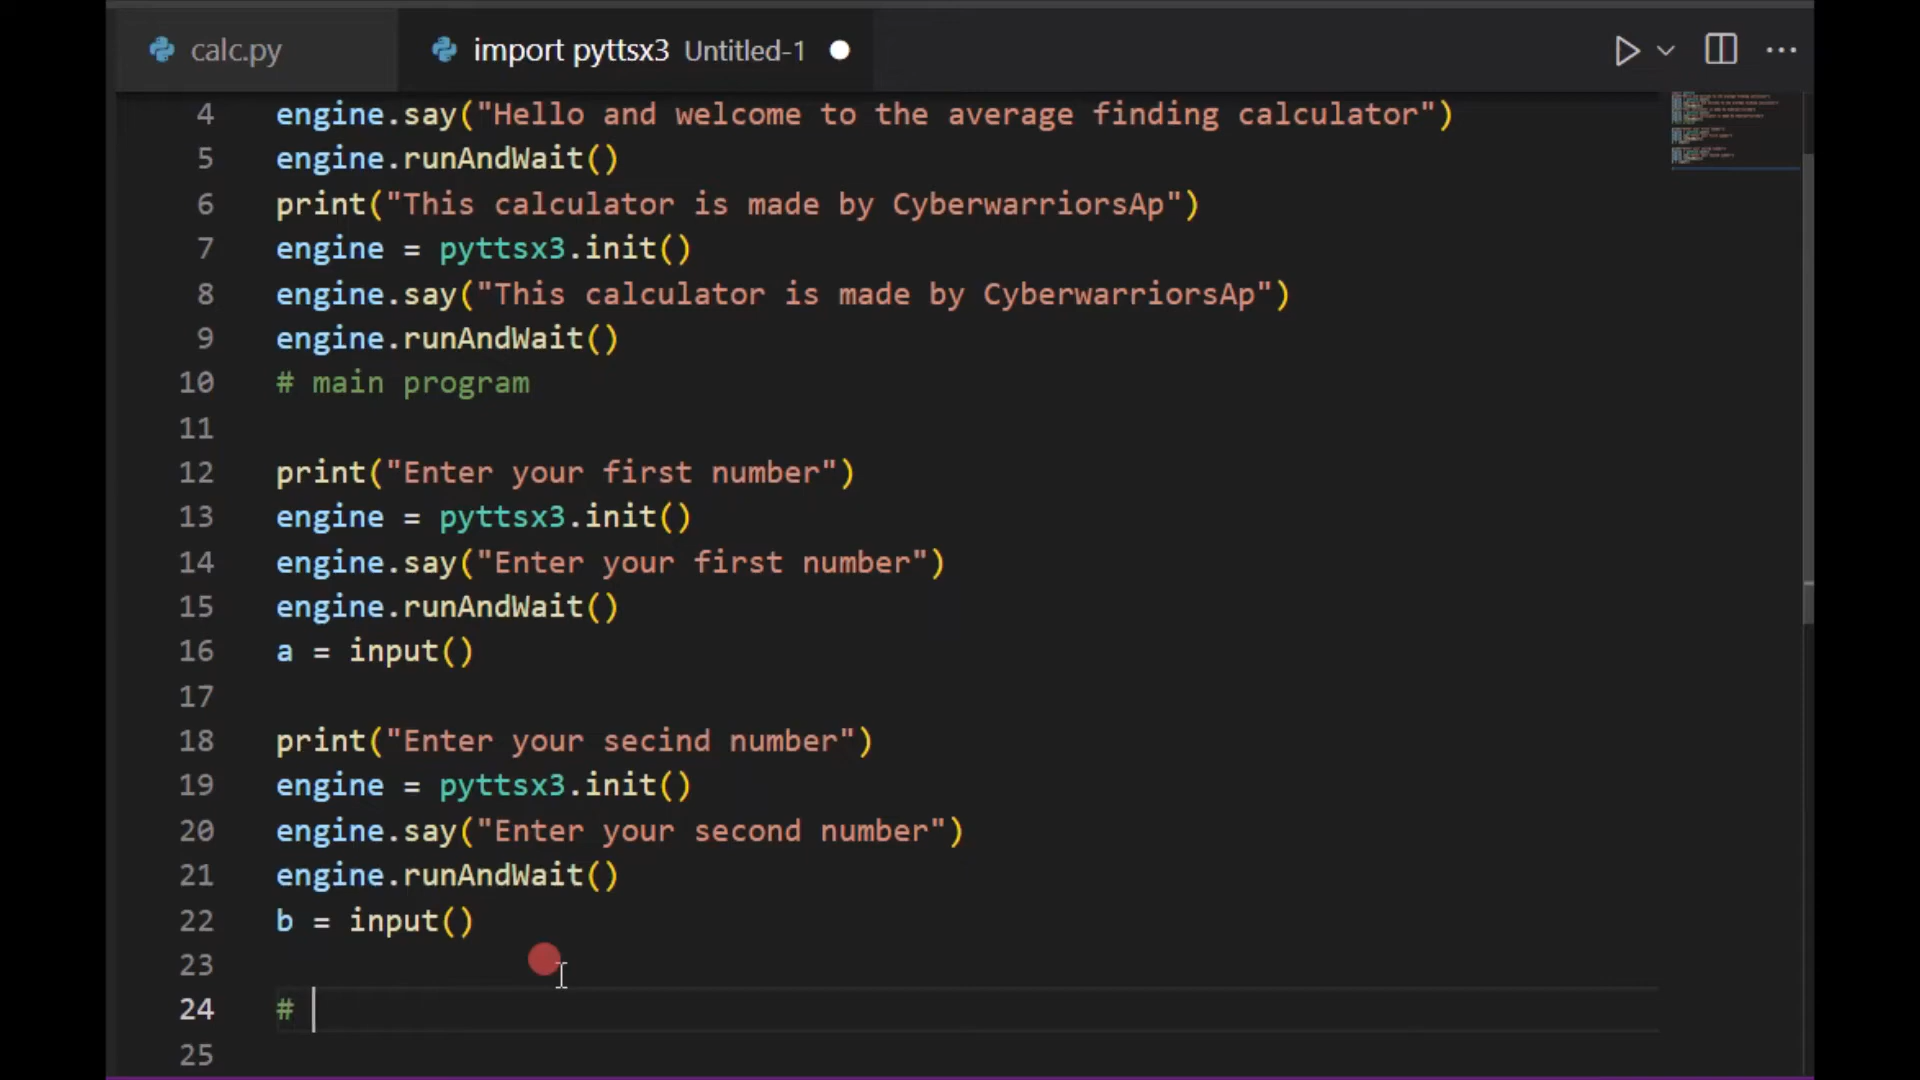 calc.py
import pyttsx3 Untitled-1
4 engine.say("Hello and welcome to the average finding calculator")
5 engine.runAndWait()
6 print("This calculator is made by CyberwarriorsAp")
7 engine = pyttsx3.init()
8 engine.say("This calculator is made by CyberwarriorsAp")
9 engine.runAndWait()
10 # main program
11
12 print("Enter your first number")
13 engine = pyttsx3.init()
14 engine.say("Enter your first number")
15 engine.runAndWait()
16 a = input()
17
18 print("Enter your secind number")
19 engine = pyttsx3.init()
20 engine.say("Enter your second number")
21 engine.runAndWait()
22 b = input()
23
24 #
25